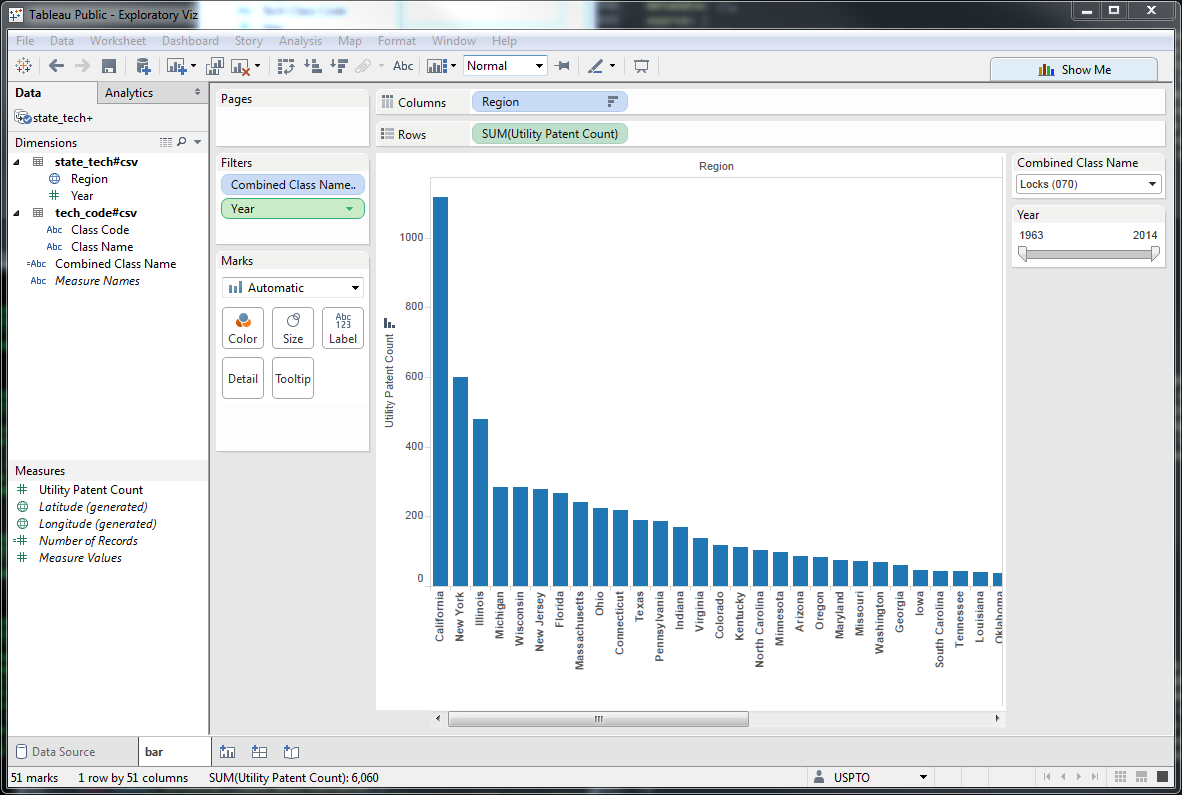 Tableau Public - Exploratory Viz
File Data Worksheet Dashboard Story Analysis Map Format Window Help
Abc Normal Show Me
Data Analytics
state_tech+
Dimensions
state_tech#csv
Region
Year
tech_code#csv
Abc Class Code
Abc Class Name
=Abc Combined Class Name
Abc Measure Names
Measures
Utility Patent Count
Latitude (generated)
Longitude (generated)
Number of Records
Measure Values
Pages
Filters
Combined Class Name..
Year
Marks
Automatic
Color Size Abc 123 Label
Detail Tooltip
Columns Region
Rows SUM(Utility Patent Count)
Region
Utility Patent Count
1000
800
600
400
200
0
California
New York
Illinois
Michigan
Wisconsin
New Jersey
Florida
Massachusetts
Ohio
Connecticut
Texas
Pennsylvania
Indiana
Virginia
Colorado
Kentucky
North Carolina
Minnesota
Arizona
Oregon
Maryland
Missouri
Washington
Georgia
Iowa
South Carolina
Tennessee
Louisiana
Oklahoma
Combined Class Name
Locks (070)
Year
1963 2014
Data Source bar
51 marks 1 row by 51 columns SUM(Utility Patent Count): 6,060 USPTO